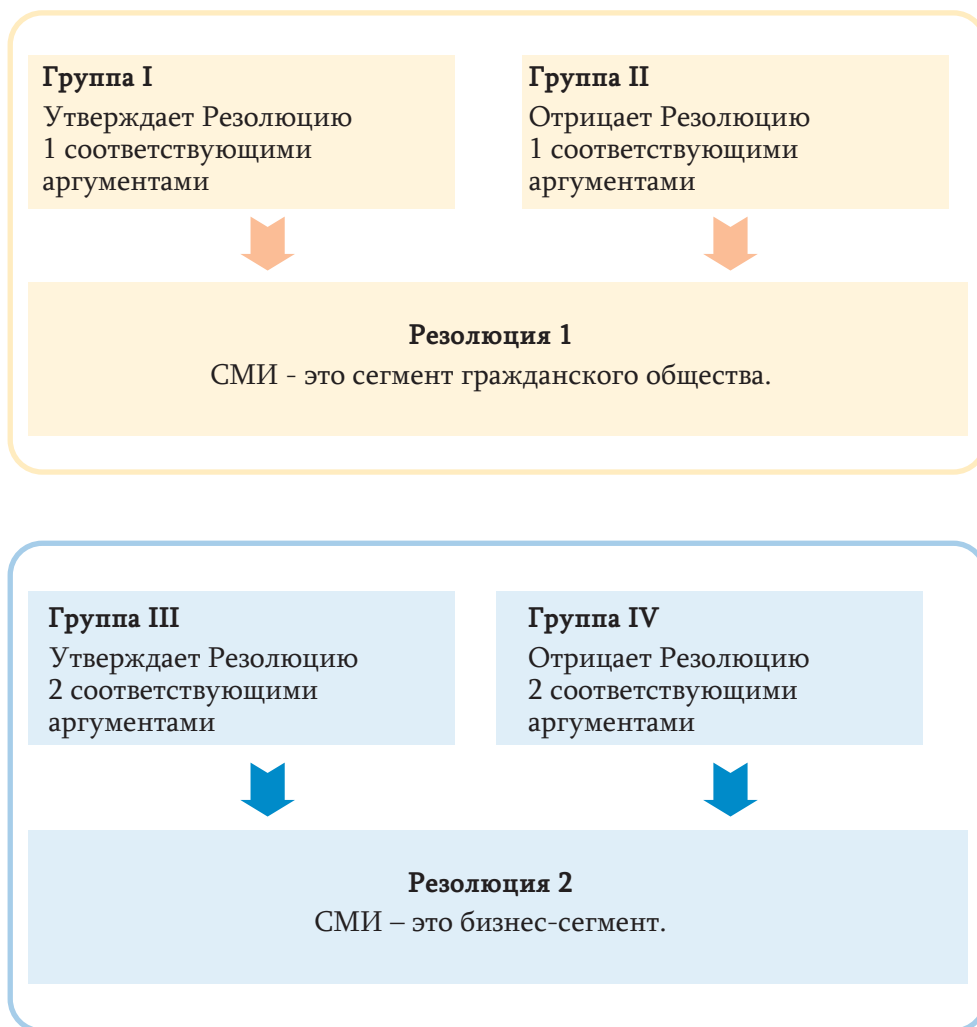 Группа I
Утверждает Резолюцию
1 соответствующими
аргументами
Группа II
Отрицает Резолюцию
1 соответствующими
аргументами
Резолюция 1
СМИ - это сегмент гражданского общества.
Группа III
Утверждает Резолюцию
2 соответствующими
аргументами
Группа IV
Отрицает Резолюцию
2 соответствующими
аргументами
Резолюция 2
СМИ – это бизнес-сегмент.